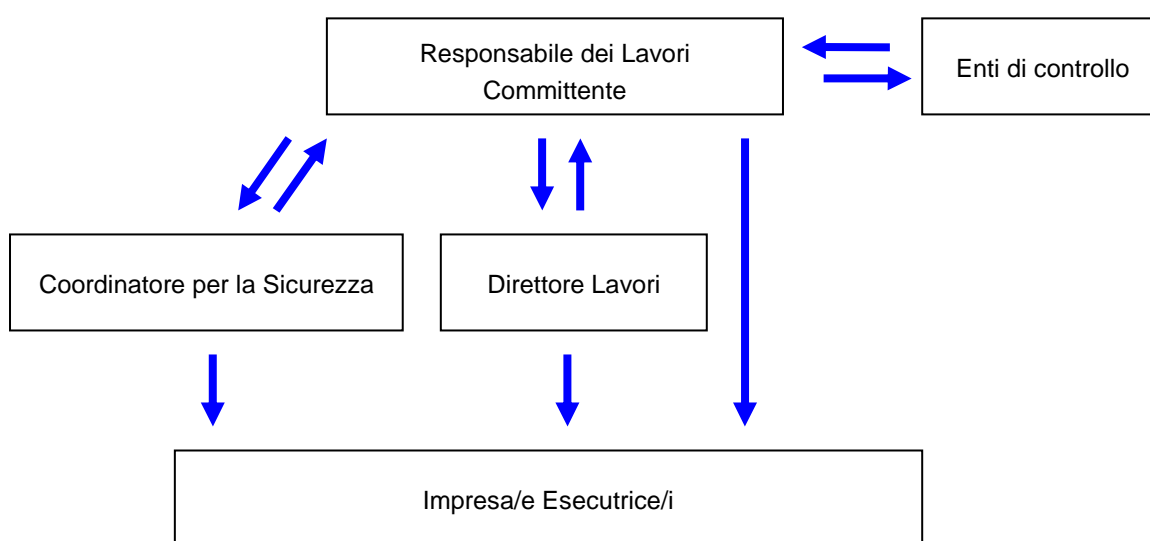 Responsabile dei Lavori
Committente
Enti di controllo
Coordinatore per la Sicurezza
Direttore Lavori
Impresa/e Esecutrice/i